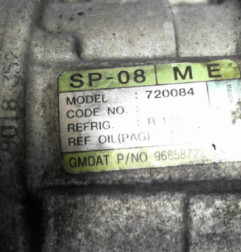 SP-08 M E
MODEL : 720084
CODE NO. :
REFRIG. : R
REF OIL(PAG)
GMDAT P/NO